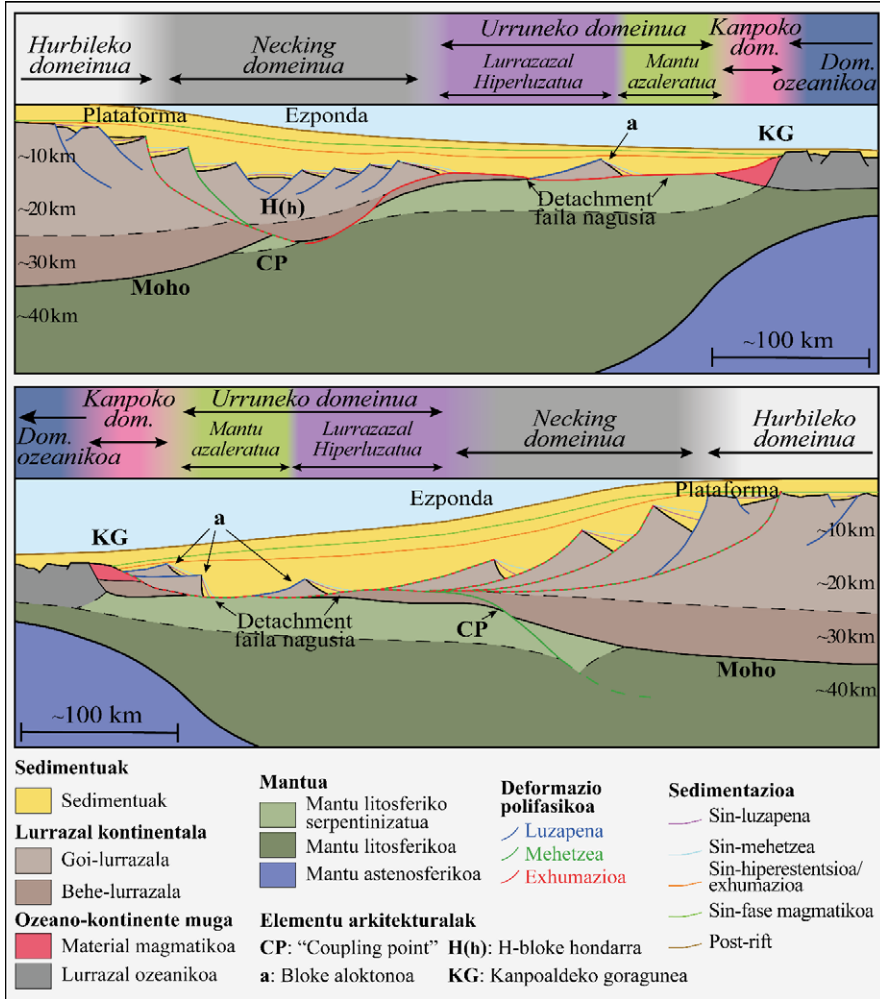 Hurbileko
domeinua
Necking
domeinua
Urruneko domeinua
Lurrazazal
Hiperluzatua
Mantu
azaleratua
Kanpoko
dom.
Dom.
ozeanikoa
Plataforma
Ezponda
a
KG
~10km
~20km
~30km
~40km
H(h)
Detachment
faila nagusia
CP
Moho
~100 km
Dom.
ozeanikoa
Kanpoko
dom.
Urruneko domeinua
Mantu
azaleratua
Lurrazazal
Hiperluzatua
Necking
domeinua
Hurbileko
domeinua
Ezponda
Plataforma
KG
a
~10km
~20km
~30km
~40km
Detachment
faila nagusia
CP
Moho
~100 km
Sedimentuak
Sedimentuak
Lurrazal kontinentala
Goi-lurrazala
Behe-lurrazala
Ozeano-kontinente muga
Material magmatikoa
Lurrazal ozeanikoa
Mantua
Mantu litosferiko
serpentinizatua
Mantu litosferikoa
Mantu astenosferikoa
Elementu arkitekturalak
CP: “Coupling point” H(h): H-bloke hondarra
a: Bloke aloktonoa KG: Kanpoaldeko goragunea
Deformazio
polifasikoa
Luzapena
Mehetzea
Exhumazioa
Sedimentazioa
Sin-luzapena
Sin-mehetzea
Sin-hiperestentsioa/
exhumazioa
Sin-fase magmatikoa
Post-rift